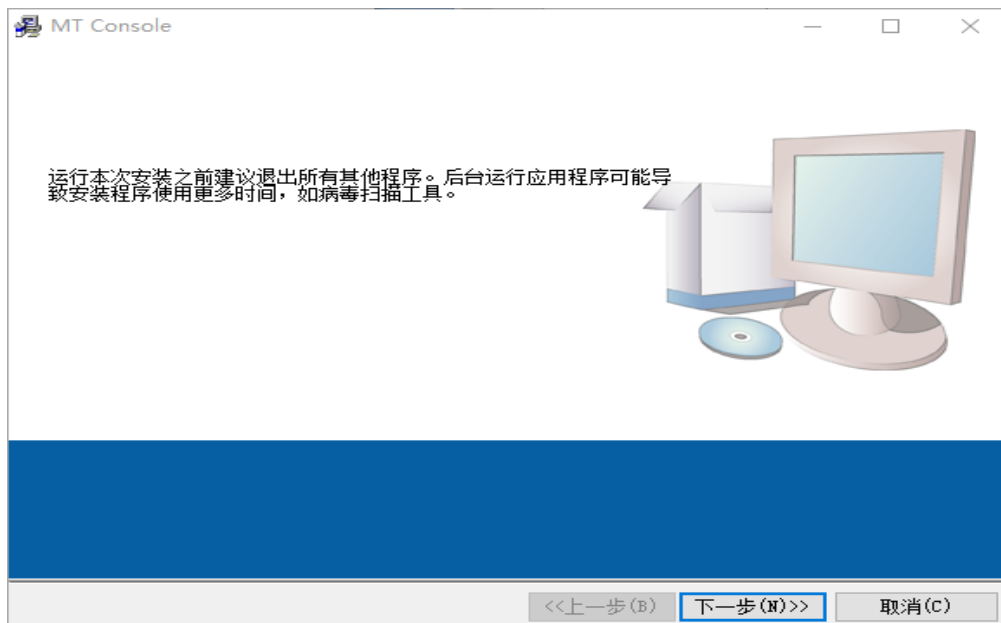 MT Console
运行本次安装之前建议退出所有其他程序。后台运行应用程序可能导
致安装程序使用更多时间，如病毒扫描工具。
<<上一步(B)
下一步(N)>>
取消(C)